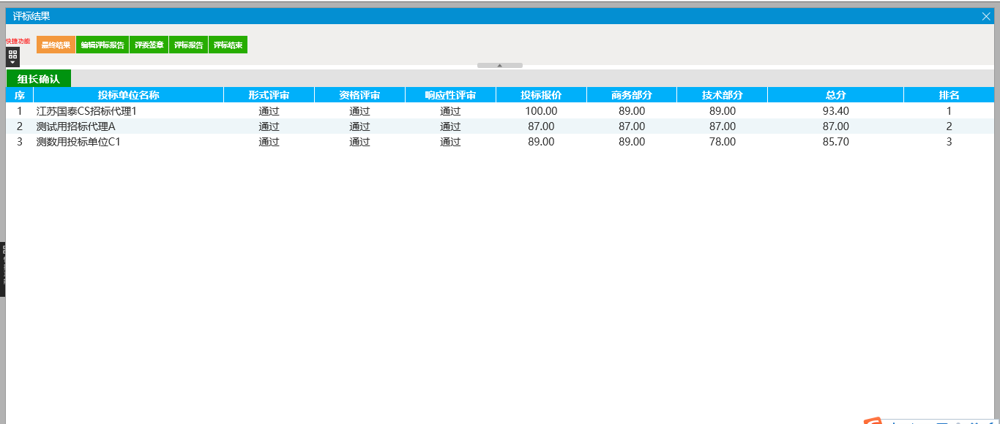 评标结果
快捷功能
最终结果 编辑评标报告 评表签章 评标报告 评标结束
组长确认
序 投标单位名称 形式评审 资格评审 响应性评审 投标报价 商务部分 技术部分 总分 排名
1 江苏国泰CS招标代理1 通过 通过 通过 100.00 89.00 89.00 93.40 1
2 测试用招标代理A 通过 通过 通过 87.00 87.00 87.00 87.00 2
3 测数用投标单位C1 通过 通过 通过 89.00 89.00 78.00 85.70 3